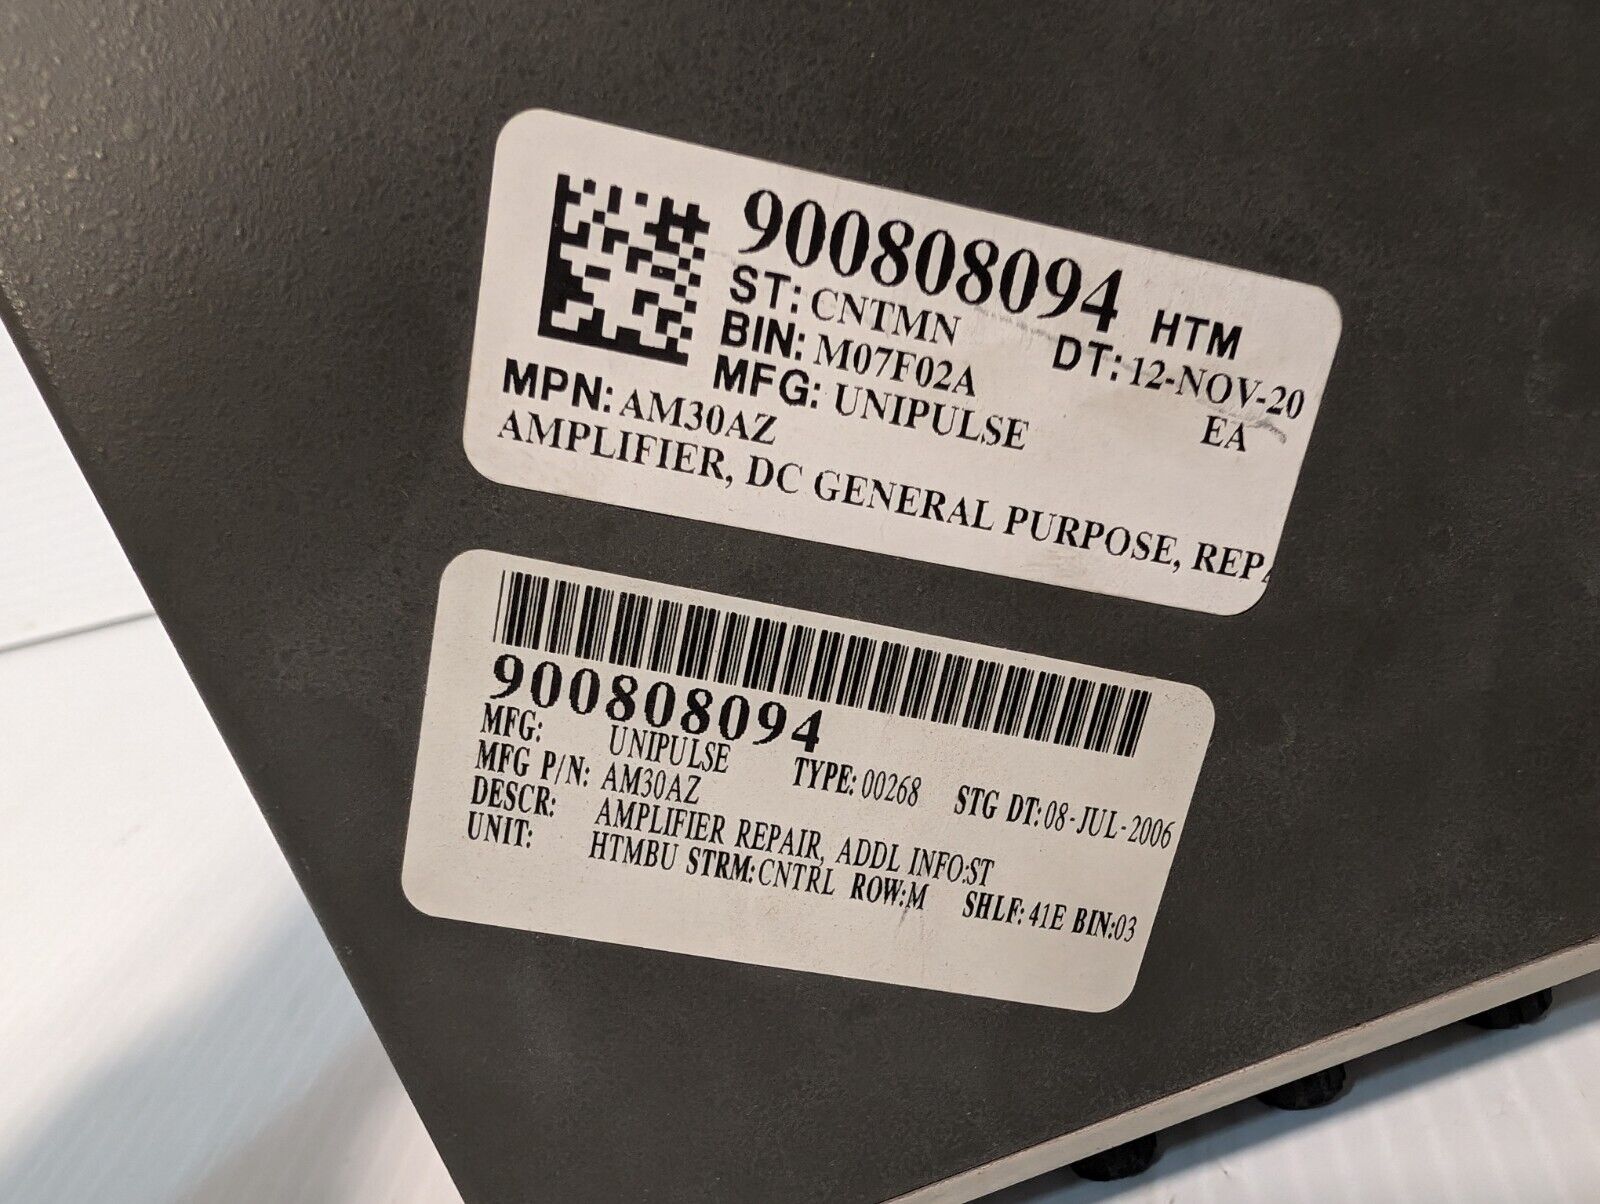 900808094 HTM
ST: CNTMN DT: 12-NOV-20
BIN: M07F02A EA
MFG: UNIPULSE
MPN: AM30AZ
AMPLIFIER, DC GENERAL PURPOSE, REPA
900808094
MFG: UNIPULSE TYPE: 00268 STG DT: 08-JUL-2006
MFG P/N: AM30AZ
DESCR: AMPLIFIER REPAIR, ADDL INFO:ST
UNIT: HTMBU STRM:CNTRL ROW:M SHLF: 41E BIN:03